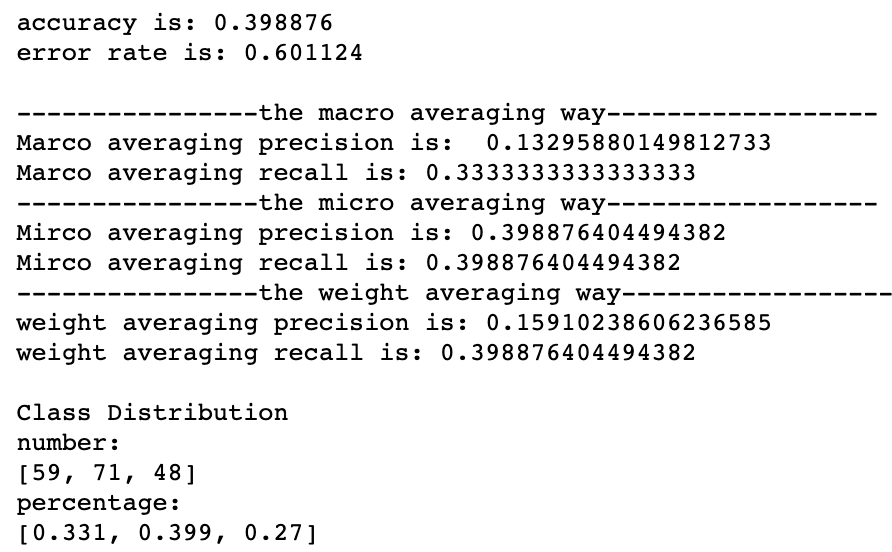 accuracy is: 0.398876
error rate is: 0.601124
----------------the macro averaging way------------------
Marco averaging precision is:  0.13295880149812733
Marco averaging recall is: 0.3333333333333333
----------------the micro averaging way------------------
Mirco averaging precision is: 0.398876404494382
Mirco averaging recall is: 0.398876404494382
----------------the weight averaging way------------------
weight averaging precision is: 0.15910238606236585
weight averaging recall is: 0.398876404494382
Class Distribution
number:
[59, 71, 48]
percentage:
[0.331, 0.399, 0.27]